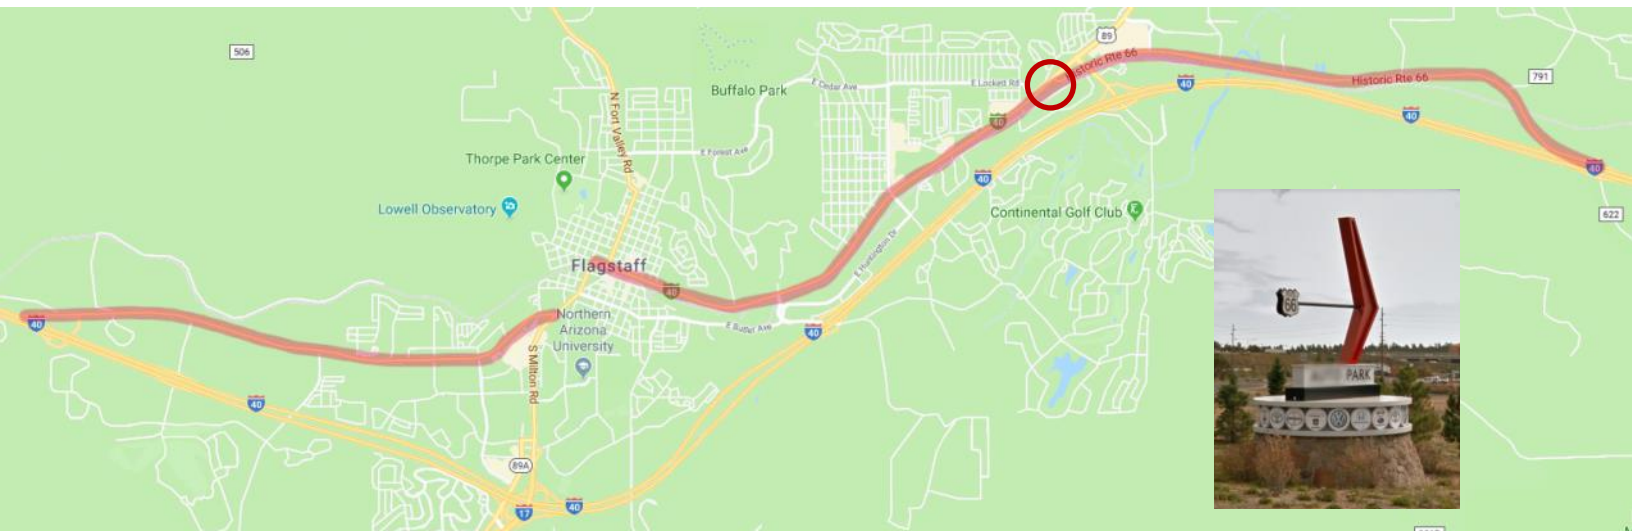 506
N Fort Valley Rd
Buffalo Park
E Cedar Ave
E Lockett Rd
89
Historic Rte 66
40
Historic Rte 66
791
40
40
40
40
622
Thorpe Park Center
E Forest Ave
Lowell Observatory
Continental Golf Club
Flagstaff
40
E Huntington Dr
40
Northern
Arizona
University
E Butler Ave
40
S Milton Rd
40
89A
17
40
66
PARK